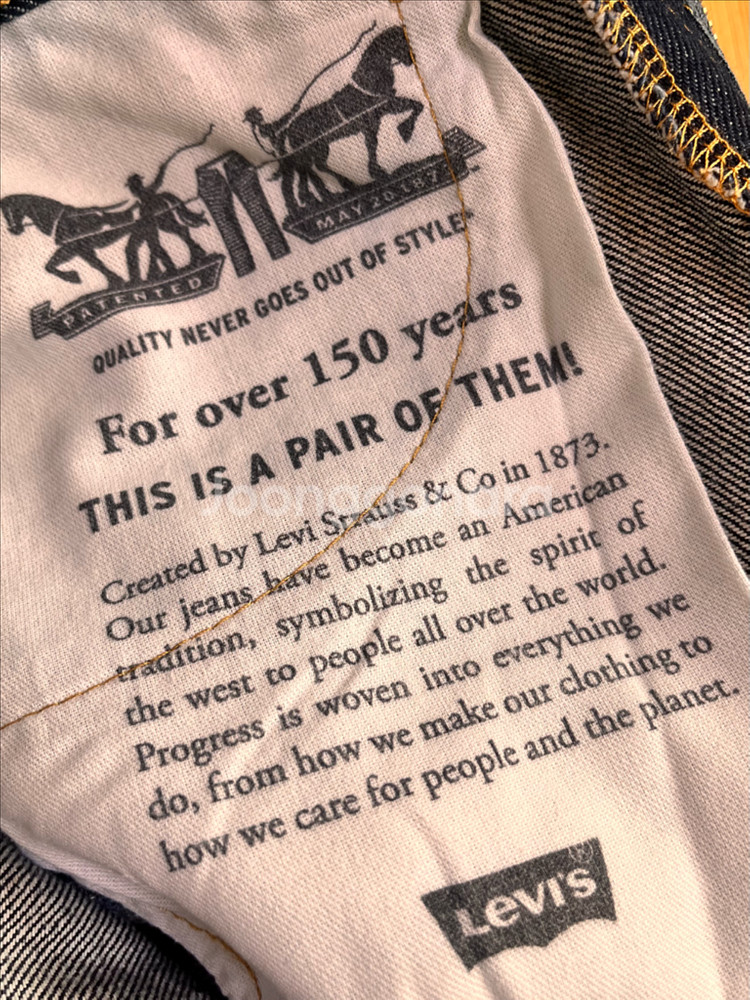 PATENTED
MAY 20 187
QUALITY NEVER GOES OUT OF STYLE
For over 150 years
THIS IS A PAIR OF THEM!
Created by Levi Strauss & Co in 1873.
Our jeans have become an American
tradition, symbolizing the spirit of
the west to people all over the world.
Progress is woven into everything we
do, from how we make our clothing to
how we care for people and the planet.
LEVI'S